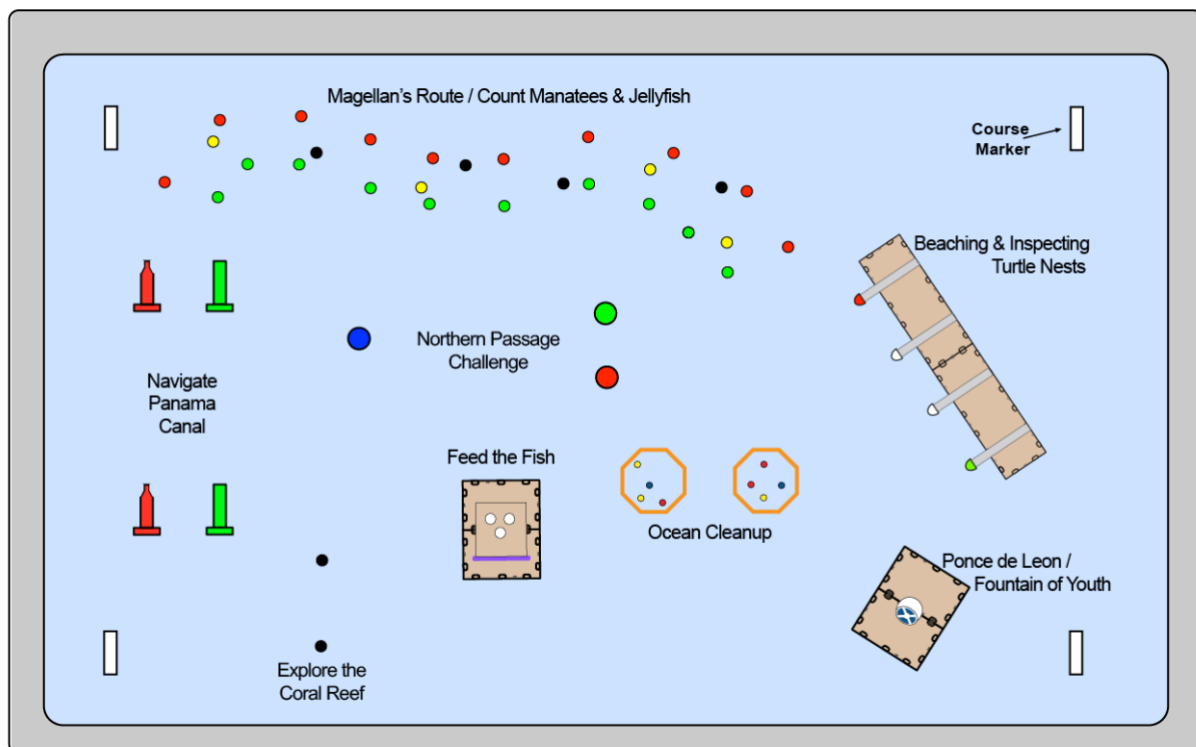 Magellan's Route / Count Manatees & Jellyfish
Course
Marker
Beaching & Inspecting
Turtle Nests
Northern Passage
Challenge
Navigate
Panama
Canal
Feed the Fish
Ocean Cleanup
Ponce de Leon /
Fountain of Youth
Explore the
Coral Reef